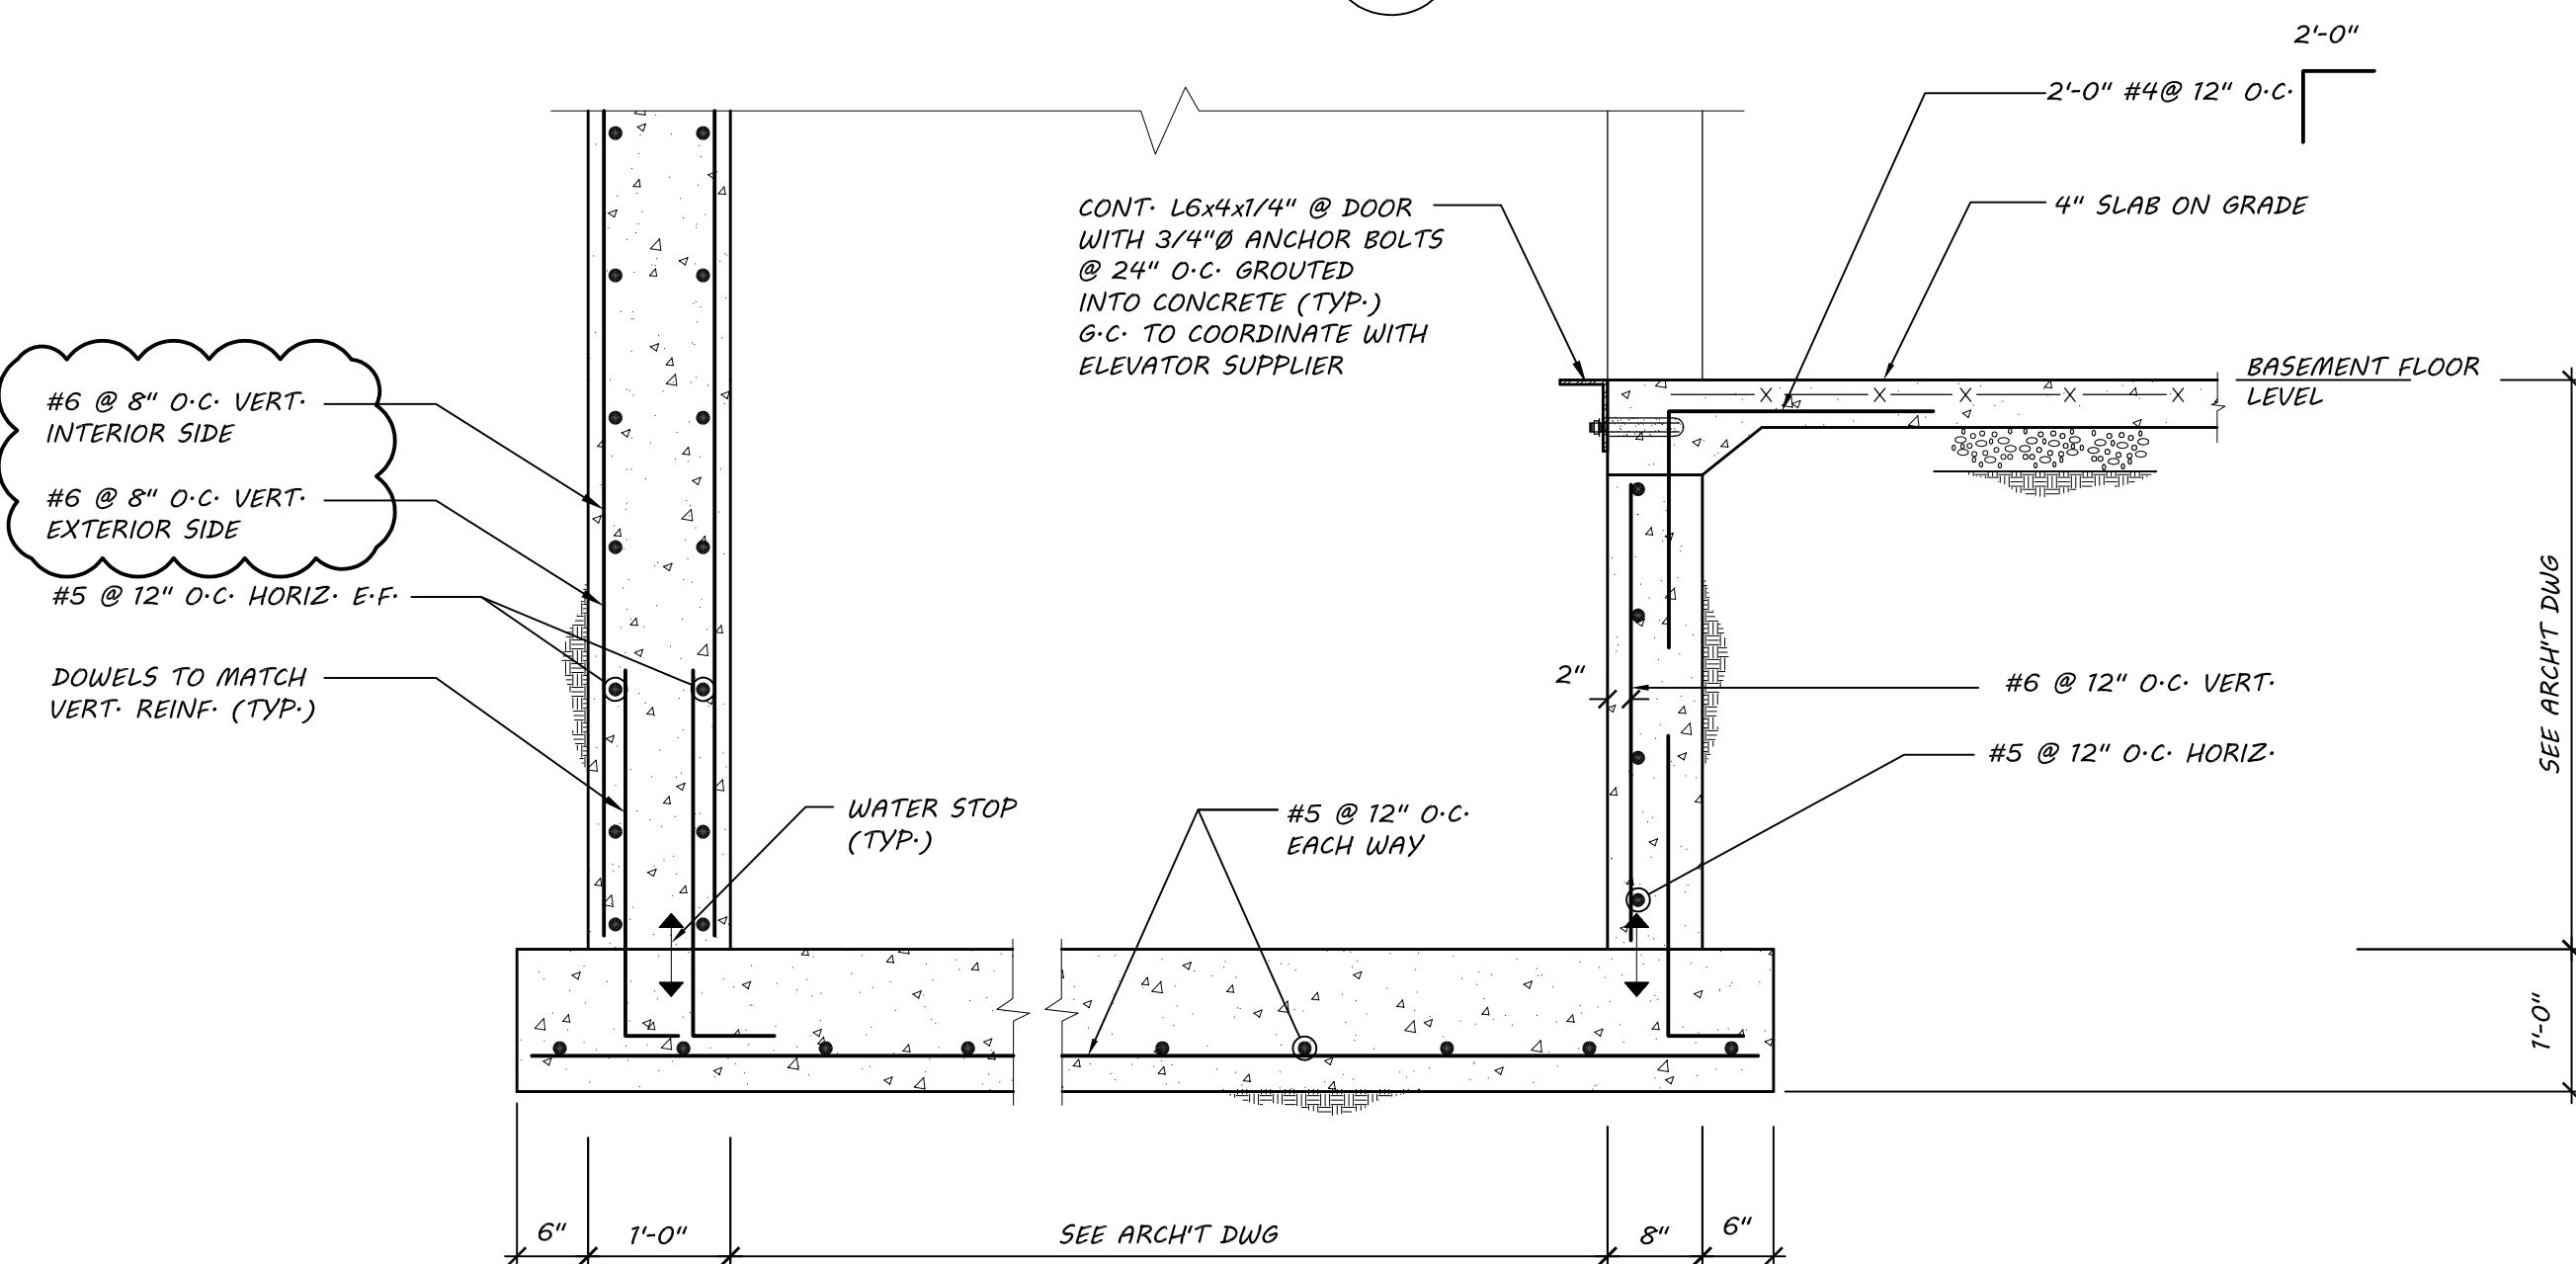 2'-0"
2'-0" #4@ 12" O.C.
4" SLAB ON GRADE
CONT. L6x4x1/4" @ DOOR
WITH 3/4"Ø ANCHOR BOLTS
@ 24" O.C. GROUTED
INTO CONCRETE (TYP.)
G.C. TO COORDINATE WITH
ELEVATOR SUPPLIER
BASEMENT FLOOR
LEVEL
#6 @ 8" O.C. VERT.
INTERIOR SIDE
#6 @ 8" O.C. VERT.
EXTERIOR SIDE
#5 @ 12" O.C. HORIZ. E.F.
DOWELS TO MATCH
VERT. REINF. (TYP.)
WATER STOP
(TYP.)
#5 @ 12" O.C.
EACH WAY
2"
#6 @ 12" O.C. VERT.
#5 @ 12" O.C. HORIZ.
SEE ARCH'T DWG
1'-0"
6"
1'-0"
SEE ARCH'T DWG
8"
6"